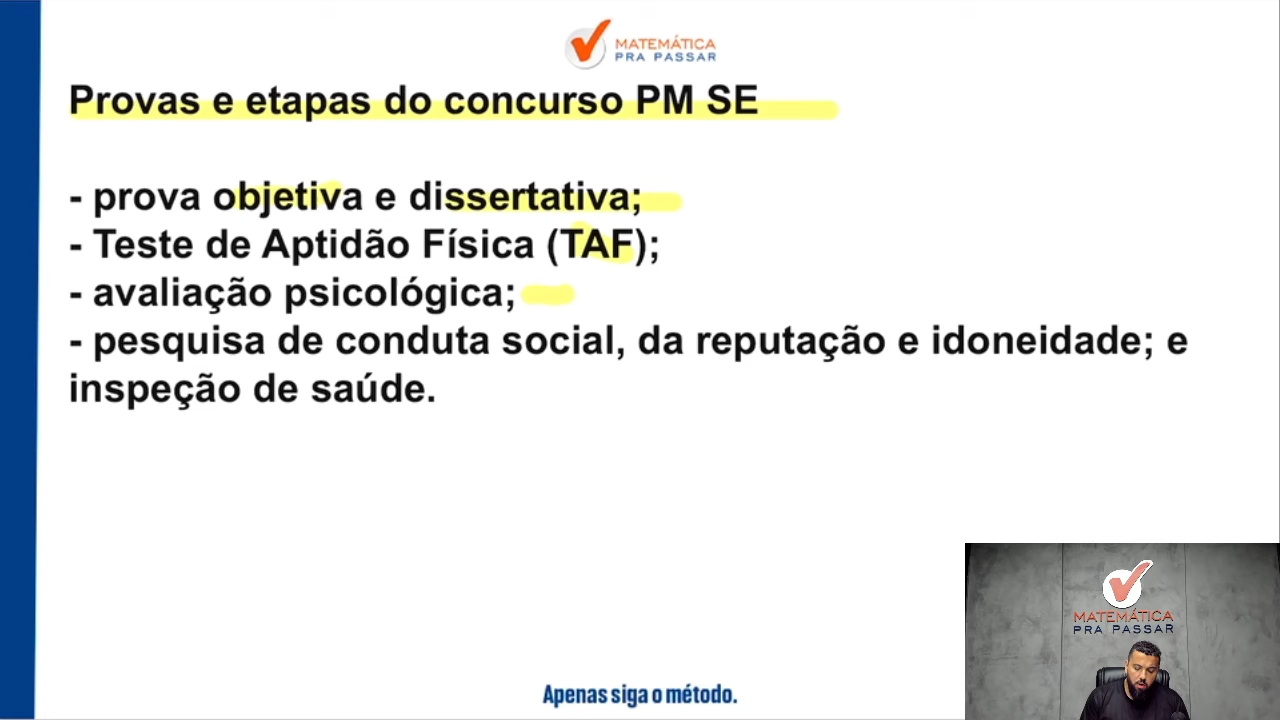 MATEMÁTICA
PRA PASSAR
Provas e etapas do concurso PM SE
- prova objetiva e dissertativa;
- Teste de Aptidão Física (TAF);
- avaliação psicológica;
- pesquisa de conduta social, da reputação e idoneidade; e
inspeção de saúde.
MATEMÁTICA
PRA PASSAR
Apenas siga o método.